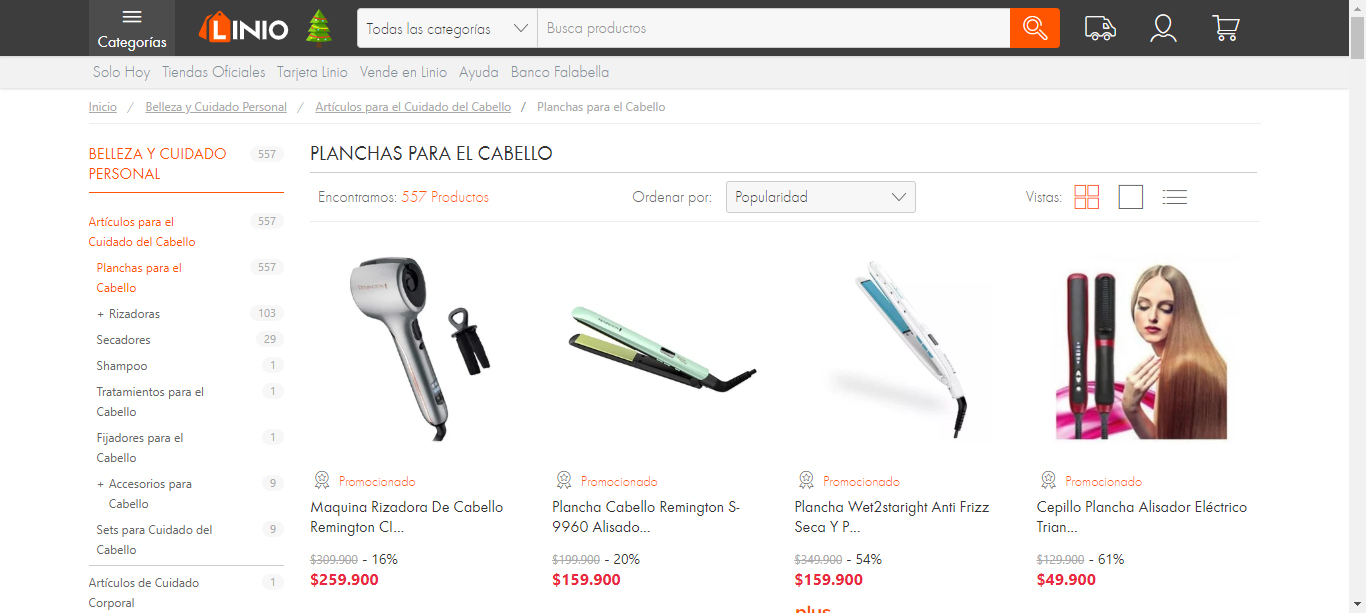 Categorías
LINIO
Todas las categorías
Busca productos
Solo Hoy Tiendas Oficiales Tarjeta Linio Vende en Linio Ayuda Banco Falabella
Inicio / Belleza y Cuidado Personal / Artículos para el Cuidado del Cabello / Planchas para el Cabello
BELLEZA Y CUIDADO 557
PERSONAL
Artículos para el 557
Cuidado del Cabello
Planchas para el 557
Cabello
+ Rizadoras 103
Secadores 29
Shampoo 1
Tratamientos para el 1
Cabello
Fijadores para el 1
Cabello
+ Accesorios para 9
Cabello
Sets para Cuidado del 9
Cabello
Artículos de Cuidado 1
Corporal
PLANCHAS PARA EL CABELLO
Encontramos: 557 Productos Ordenar por: Popularidad Vistas:
Promocionado
Maquina Rizadora De Cabello
Remington CI...
$309.900 - 16%
$259.900
Promocionado
Plancha Cabello Remington S-
9960 Alisado...
$199.900 - 20%
$159.900
Promocionado
Plancha Wet2staright Anti Frizz
Seca Y P...
$349.900 - 54%
$159.900
plus
Promocionado
Cepillo Plancha Alisador Eléctrico
Trian...
$129.900 - 61%
$49.900